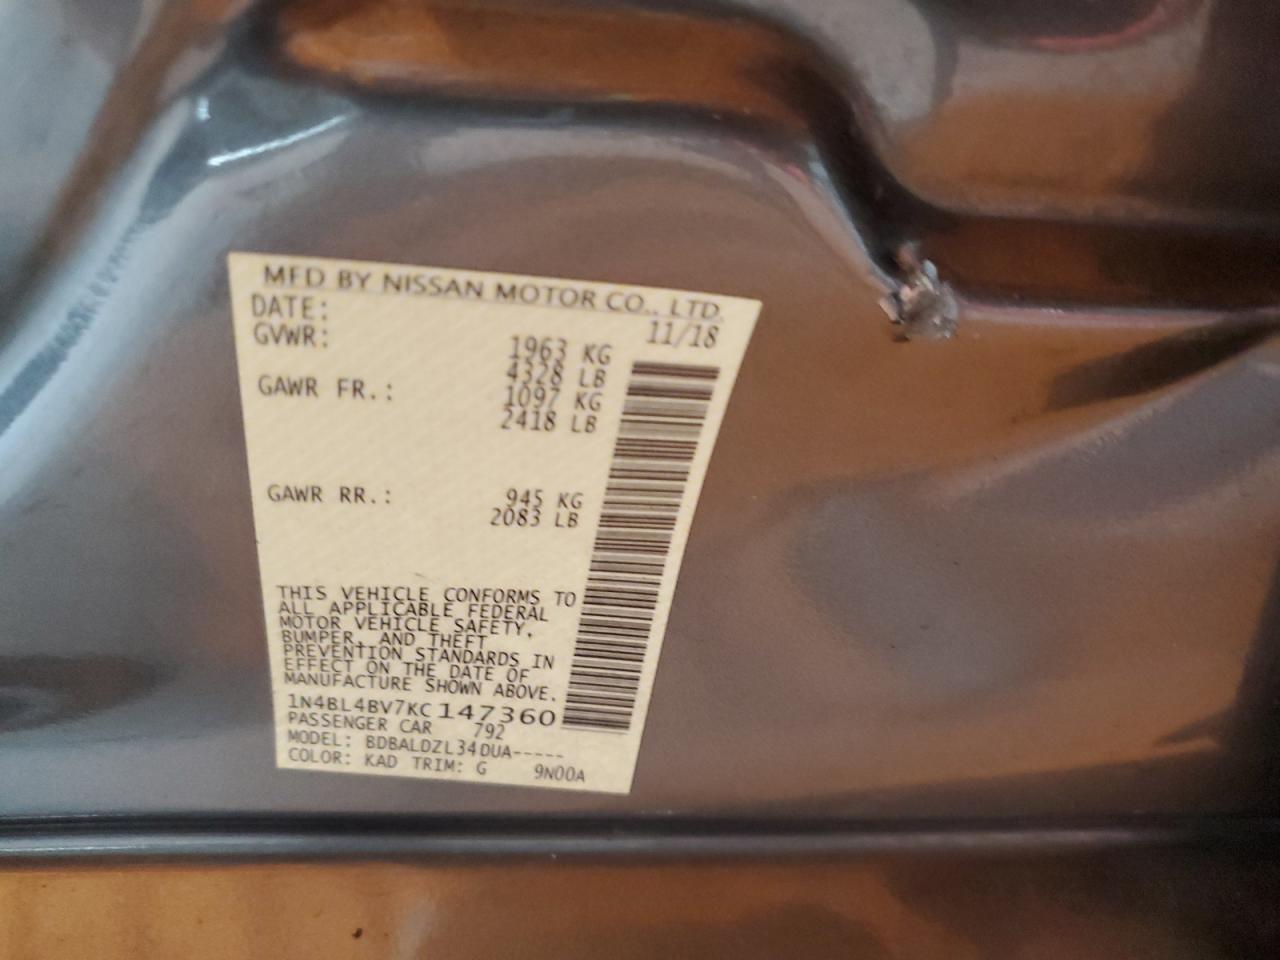 MFD BY NISSAN MOTOR CO., LTD.
DATE: 11/18
GVWR: 1963 KG
4328 LB
GAWR FR.: 1097 KG
2418 LB
GAWR RR.: 945 KG
2083 LB
THIS VEHICLE CONFORMS TO
ALL APPLICABLE FEDERAL
MOTOR VEHICLE SAFETY,
BUMPER, AND THEFT
PREVENTION STANDARDS IN
EFFECT ON THE DATE OF
MANUFACTURE SHOWN ABOVE.
1N4BL4BV7KC147360
PASSENGER CAR 792
MODEL: BDBALDZL34DUA-----
COLOR: KAD TRIM: G 9N00A